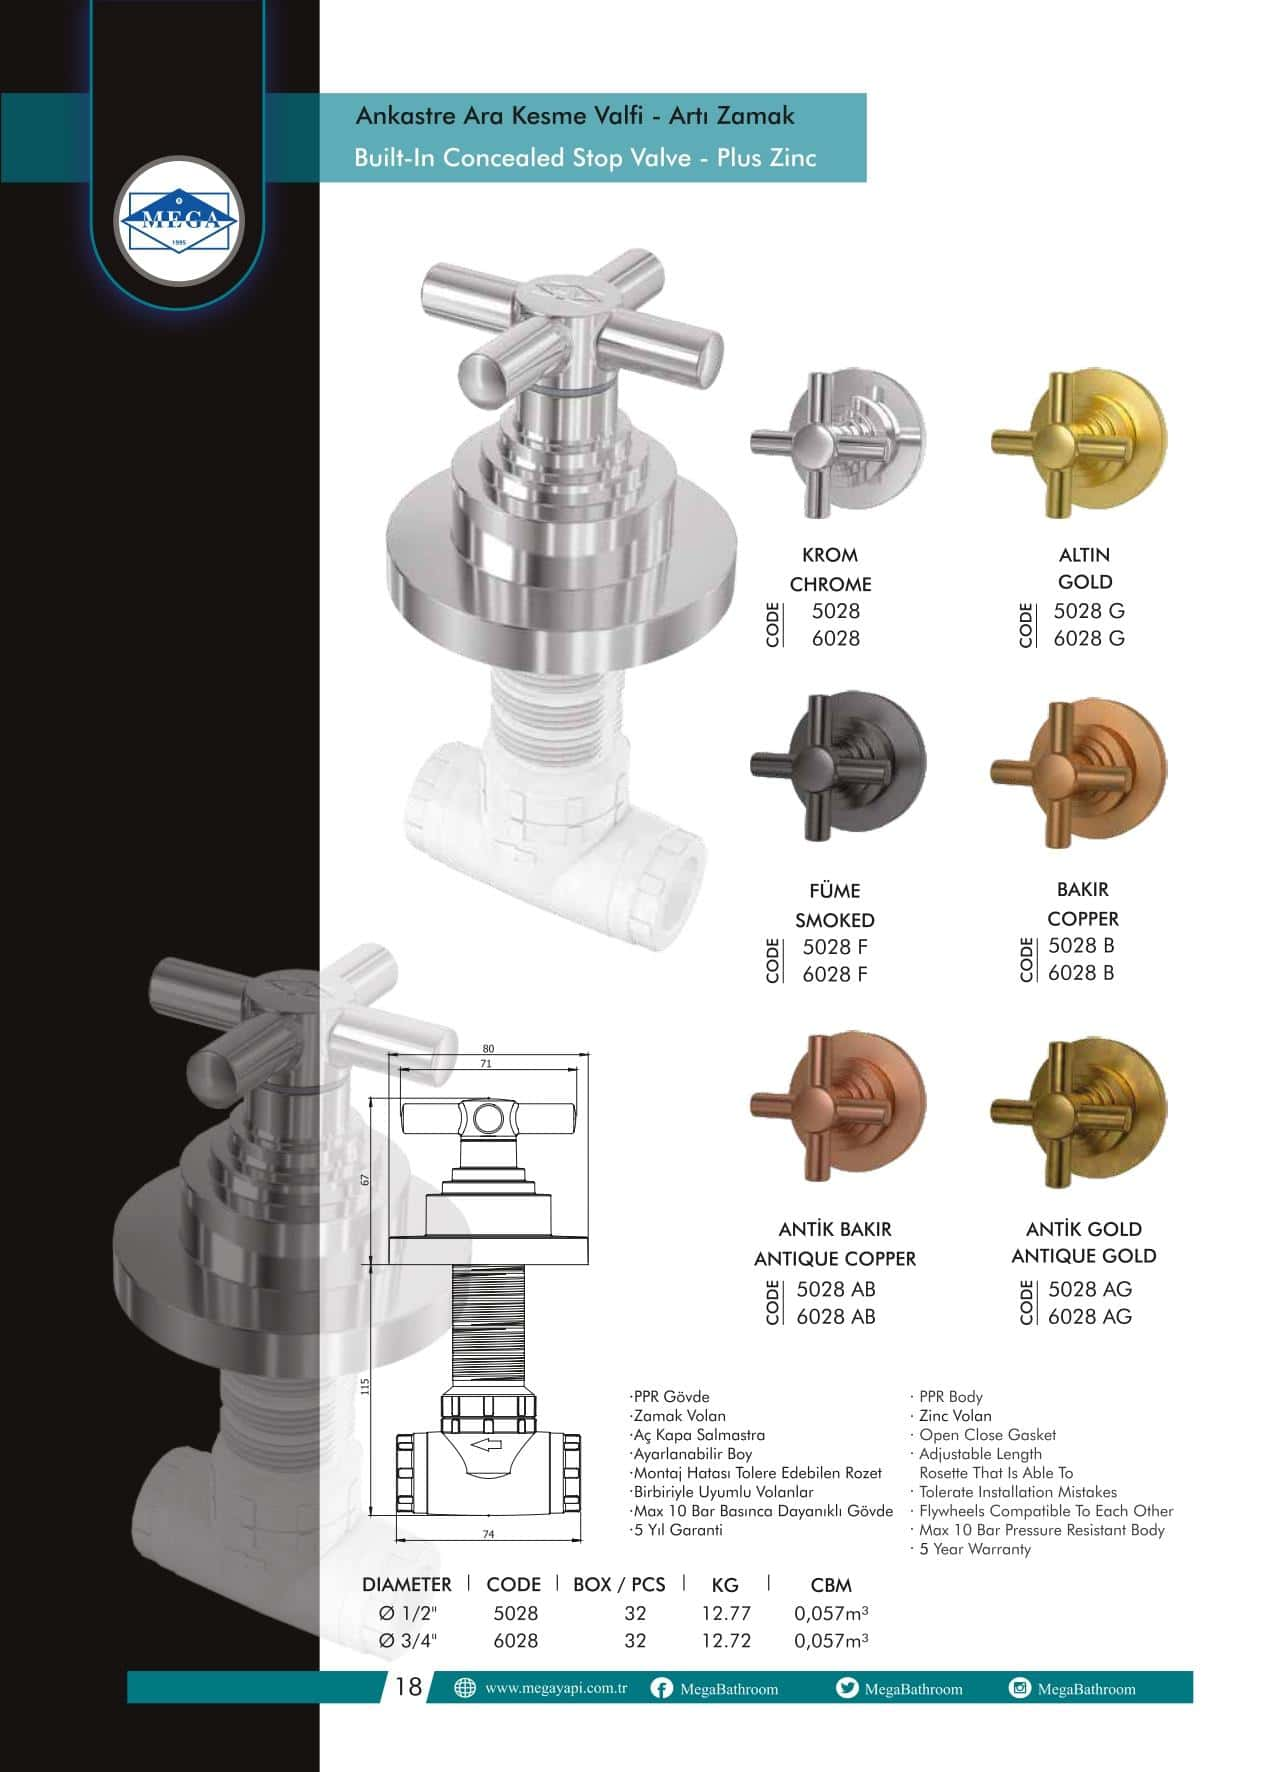 Ankastre Ara Kesme Valfi - Artı Zamak
Built-In Concealed Stop Valve - Plus Zinc
MEGA
1995
KROM
CHROME
CODE
5028
6028
ALTIN
GOLD
CODE
5028 G
6028 G
FÜME
SMOKED
CODE
5028 F
6028 F
BAKIR
COPPER
CODE
5028 B
6028 B
ANTİK BAKIR
ANTIQUE COPPER
CODE
5028 AB
6028 AB
ANTİK GOLD
ANTIQUE GOLD
CODE
5028 AG
6028 AG
80
71
67
115
74
·PPR Gövde
·Zamak Volan
·Aç Kapa Salmastra
·Ayarlanabilir Boy
·Montaj Hatası Tolere Edebilen Rozet
·Birbiriyle Uyumlu Volanlar
·Max 10 Bar Basınca Dayanıklı Gövde
·5 Yıl Garanti
· PPR Body
· Zinc Volan
· Open Close Gasket
· Adjustable Length
Rosette That Is Able To
· Tolerate Installation Mistakes
· Flywheels Compatible To Each Other
· Max 10 Bar Pressure Resistant Body
· 5 Year Warranty
DIAMETER | CODE | BOX / PCS | KG | CBM
Ø 1/2" 5028 32 12.77 0,057m³
Ø 3/4" 6028 32 12.72 0,057m³
18 www.megayapi.com.tr MegaBathroom MegaBathroom MegaBathroom